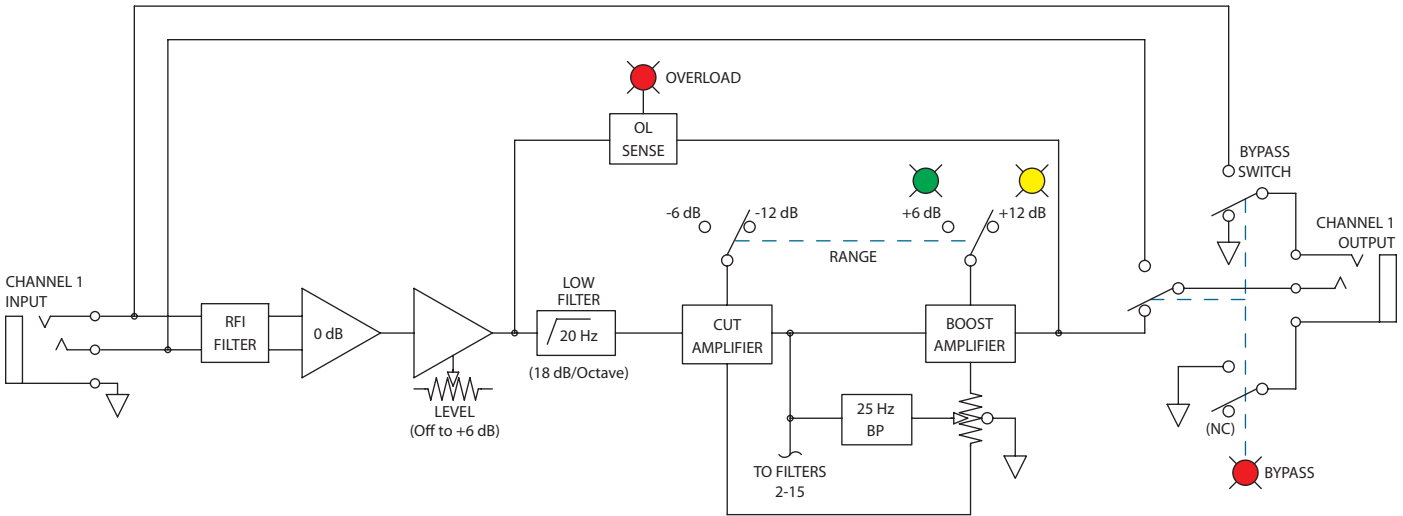 OVERLOAD
OL
SENSE
BYPASS
SWITCH
-6 dB
-12 dB
+6 dB
+12 dB
RANGE
CHANNEL 1
OUTPUT
CHANNEL 1
INPUT
RFI
FILTER
0 dB
LEVEL
(Off to +6 dB)
LOW
FILTER
20 Hz
(18 dB/Octave)
CUT
AMPLIFIER
BOOST
AMPLIFIER
25 Hz
BP
TO FILTERS
2-15
(NC)
BYPASS